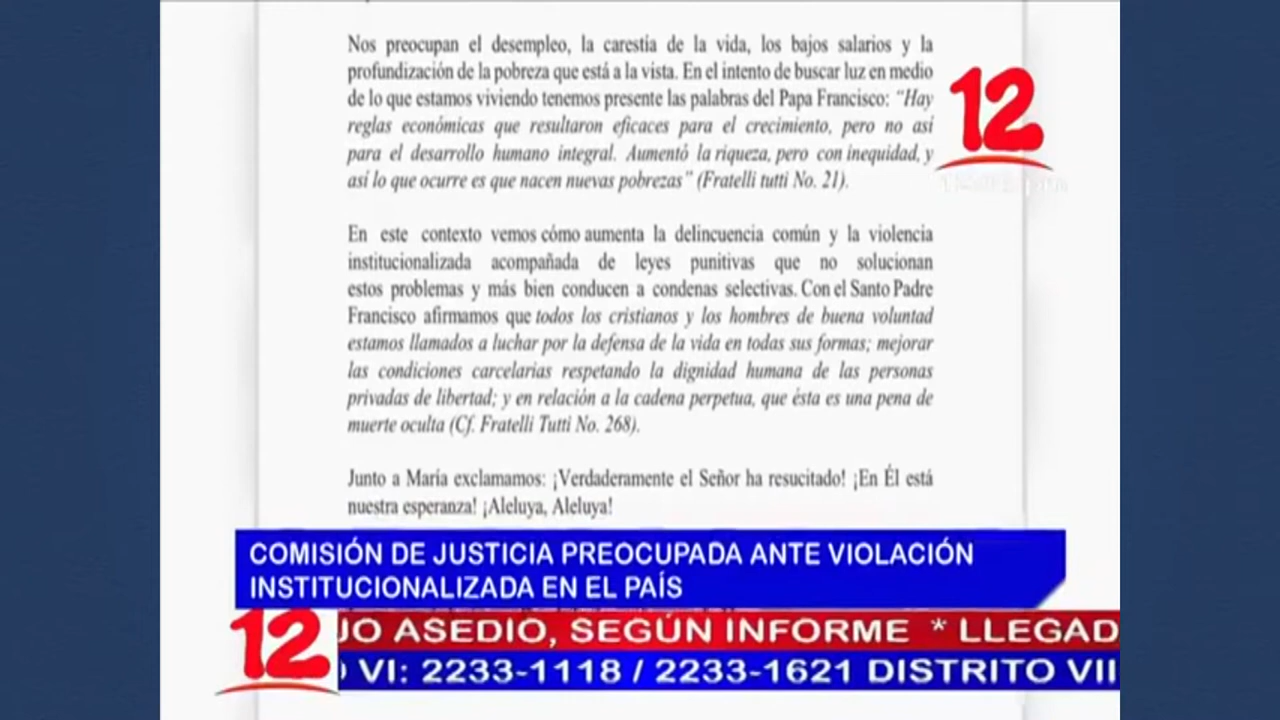 Nos preocupan el desempleo, la carestía de la vida, los bajos salarios y la
profundización de la pobreza que está a la vista. En el intento de buscar luz en medio
de lo que estamos viviendo tenemos presente las palabras del Papa Francisco: “Hay
reglas económicas que resultaron eficaces para el crecimiento, pero no así
para el desarrollo humano integral. Aumentó la riqueza, pero con inequidad, y
así lo que ocurre es que nacen nuevas pobrezas” (Fratelli tutti No. 21).
12
En este contexto vemos cómo aumenta la delincuencia común y la violencia
institucionalizada acompañada de leyes punitivas que no solucionan
estos problemas y más bien conducen a condenas selectivas. Con el Santo Padre
Francisco afirmamos que todos los cristianos y los hombres de buena voluntad
estamos llamados a luchar por la defensa de la vida en todas sus formas; mejorar
las condiciones carcelarias respetando la dignidad humana de las personas
privadas de libertad; y en relación a la cadena perpetua, que ésta es una pena de
muerte oculta (Cf. Fratelli Tutti No. 268).
Junto a María exclamamos: ¡Verdaderamente el Señor ha resucitado! ¡En Él está
nuestra esperanza! ¡Aleluya, Aleluya!
COMISIÓN DE JUSTICIA PREOCUPADA ANTE VIOLACIÓN
INSTITUCIONALIZADA EN EL PAÍS
12
JO ASEDIO, SEGÚN INFORME * LLEGAD
VI: 2233-1118 / 2233-1621 DISTRITO VII